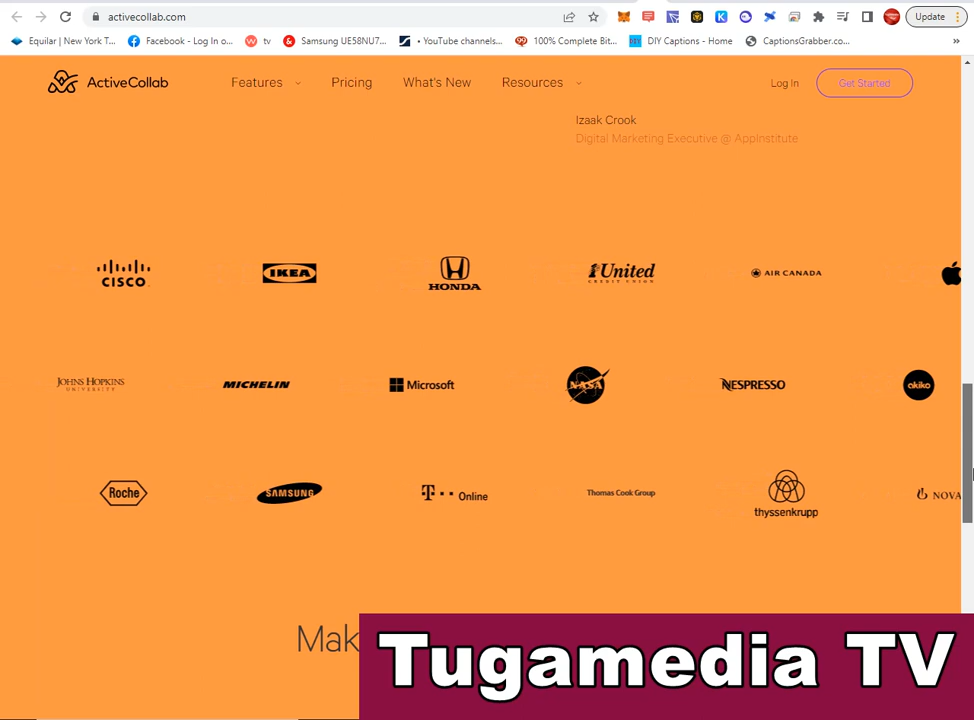 activecollab.com
Update
Equilar | New York T...
Facebook - Log In o...
tv
Samsung UE58NU7...
• YouTube channels...
100% Complete Bit...
DIY
DIY Captions - Home
CaptionsGrabber.co...
»
ActiveCollab
Features
Pricing
What's New
Resources
Log In
Get Started
Izaak Crook
Digital Marketing Executive @ AppInstitute
CISCO
IKEA
HONDA
United
CREDIT UNION
AIR CANADA
JOHNS HOPKINS
UNIVERSITY
MICHELIN
Microsoft
NASA
NESPRESSO
akiko
Roche
SAMSUNG
T · · Online
Thomas Cook Group
thyssenkrupp
NOVA
Mak
Tugamedia TV